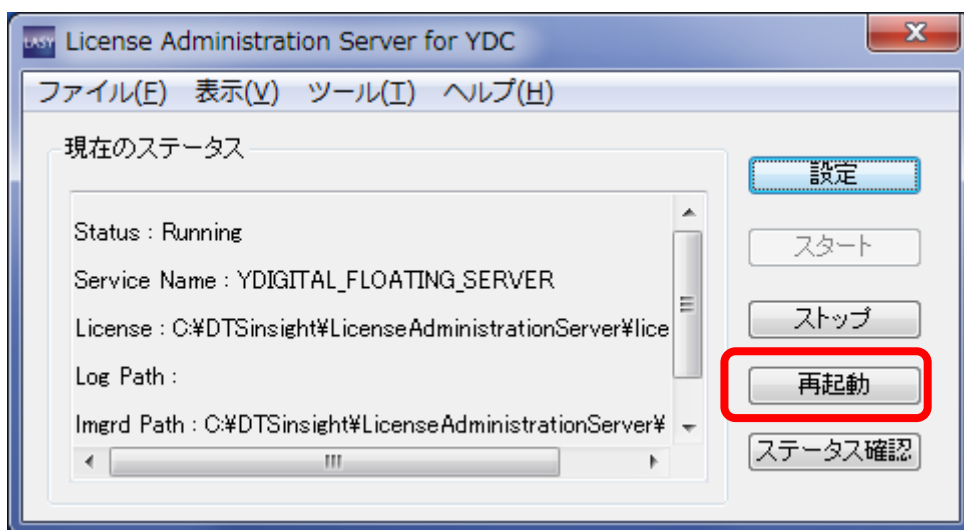 LASY License Administration Server for YDC
ファイル(F) 表示(V) ツール(T) ヘルプ(H)
現在のステータス
設定
Status : Running
スタート
Service Name : YDIGITAL_FLOATING_SERVER
License : C:¥DTSinsight¥LicenseAdministrationServer¥lice
ストップ
Log Path :
再起動
lmgrd Path : C:¥DTSinsight¥LicenseAdministrationServer¥
ステータス確認